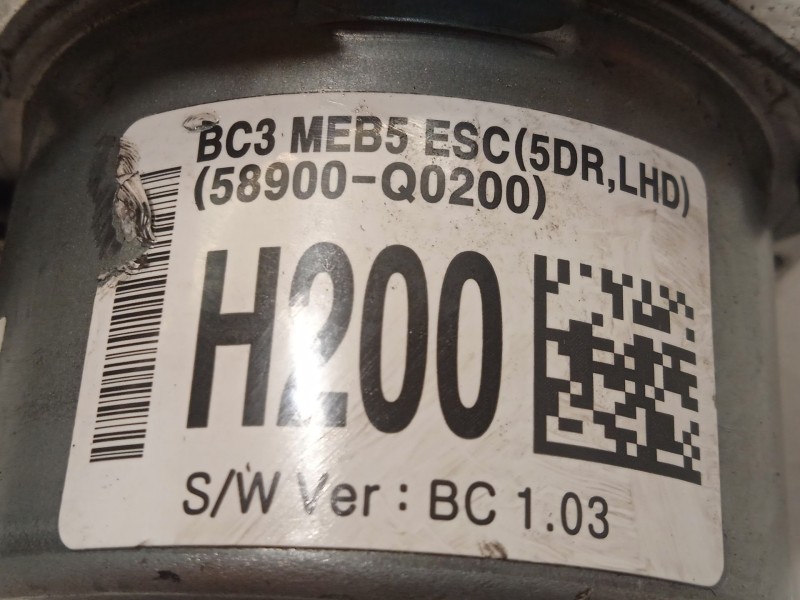 BC3 MEB5 ESC(5DR,LHD)
(58900-Q0200)
H200
S/W Ver : BC 1.03